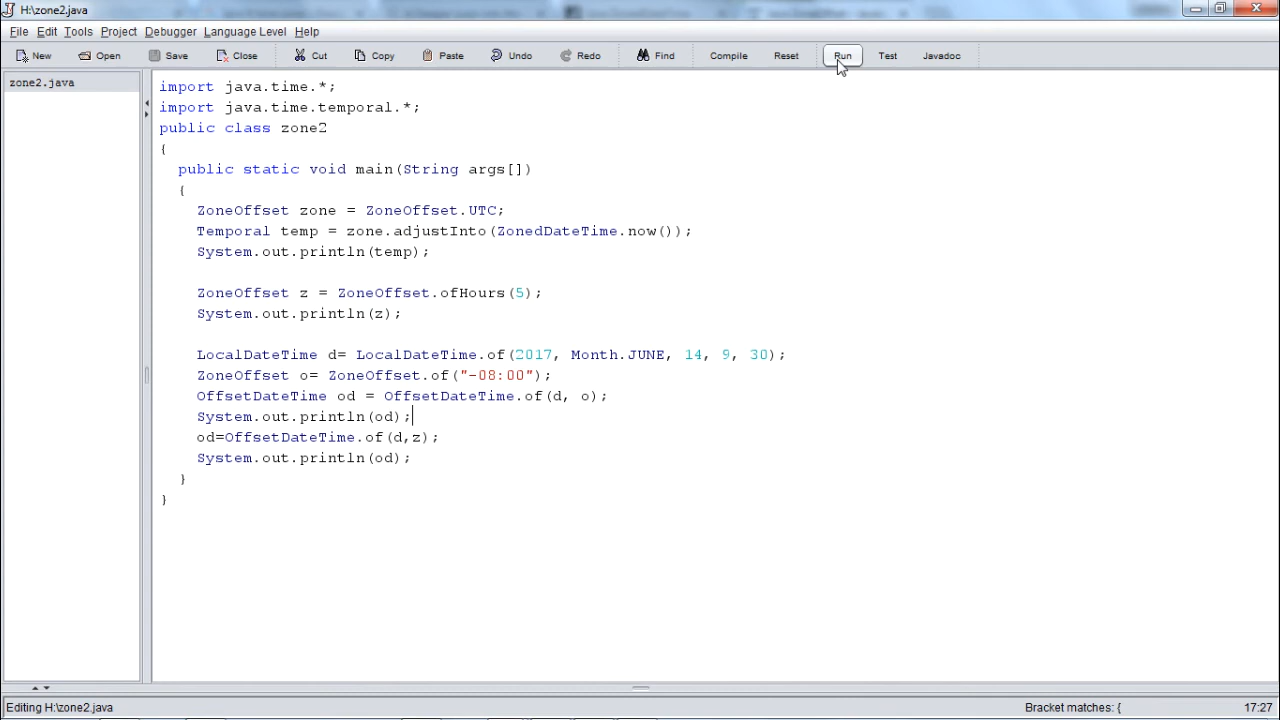 H:\zone2.java
File Edit Tools Project Debugger Language Level Help
New Open Save Close Cut Copy Paste Undo Redo Find Compile Reset Run Test Javadoc
zone2.java
import java.time.*;
import java.time.temporal.*;
public class zone2
{
public static void main(String args[])
{
ZoneOffset zone = ZoneOffset.UTC;
Temporal temp = zone.adjustInto(ZonedDateTime.now());
System.out.println(temp);
ZoneOffset z = ZoneOffset.ofHours(5);
System.out.println(z);
LocalDateTime d= LocalDateTime.of(2017, Month.JUNE, 14, 9, 30);
ZoneOffset o= ZoneOffset.of("-08:00");
OffsetDateTime od = OffsetDateTime.of(d, o);
System.out.println(od);
od=OffsetDateTime.of(d,z);
System.out.println(od);
}
}
Editing H:\zone2.java Bracket matches: { 17:27